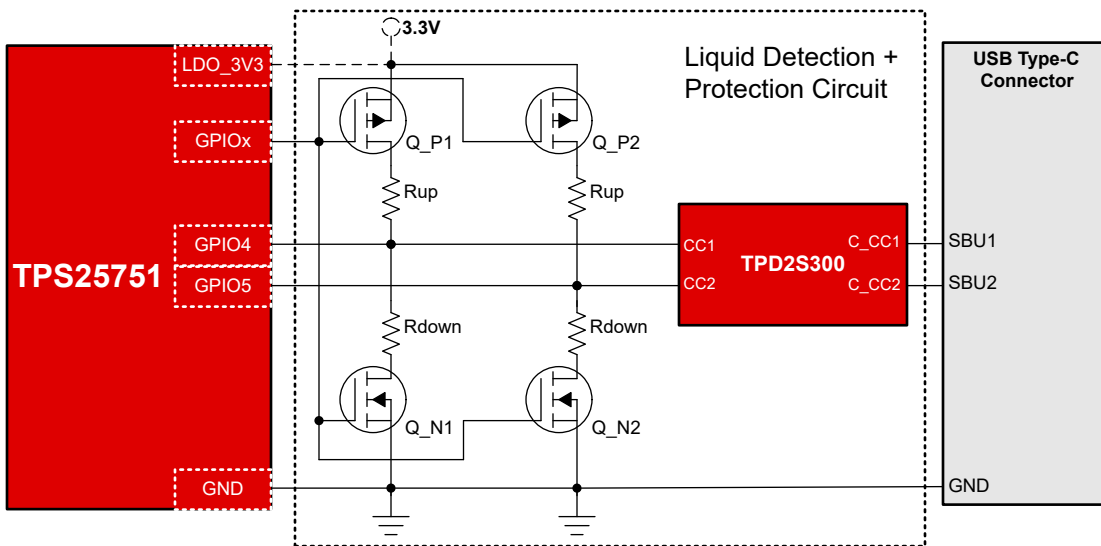 3.3V
LDO_3V3
Liquid Detection +
Protection Circuit
USB Type-C
Connector
GPIOx
Q_P1
Q_P2
Rup
Rup
GPIO4
CC1
C_CC1
SBU1
TPS25751
TPD2S300
GPIO5
CC2
C_CC2
SBU2
Rdown
Rdown
Q_N1
Q_N2
GND
GND